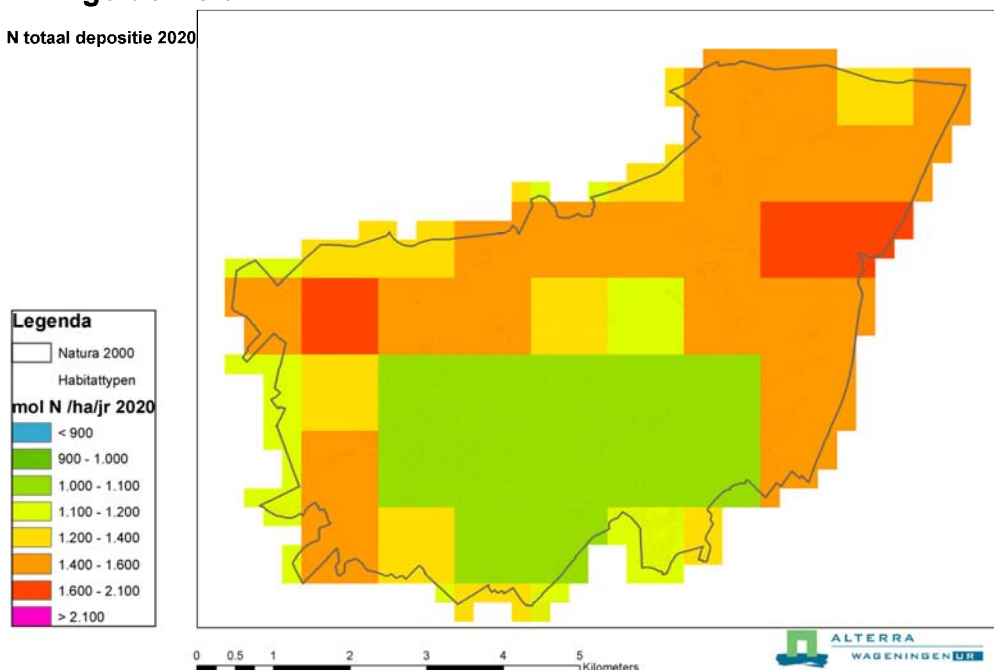 N totaal depositie 2020
Legenda
Natura 2000
Habitattypen
mol N /ha/jr 2020
< 900
900 - 1.000
1.000 - 1.100
1.100 - 1.200
1.200 - 1.400
1.400 - 1.600
1.600 - 2.100
> 2.100
0 0.5 1 2 3 4 5
Kilometers
ALTERRA
WAGENINGEN UR